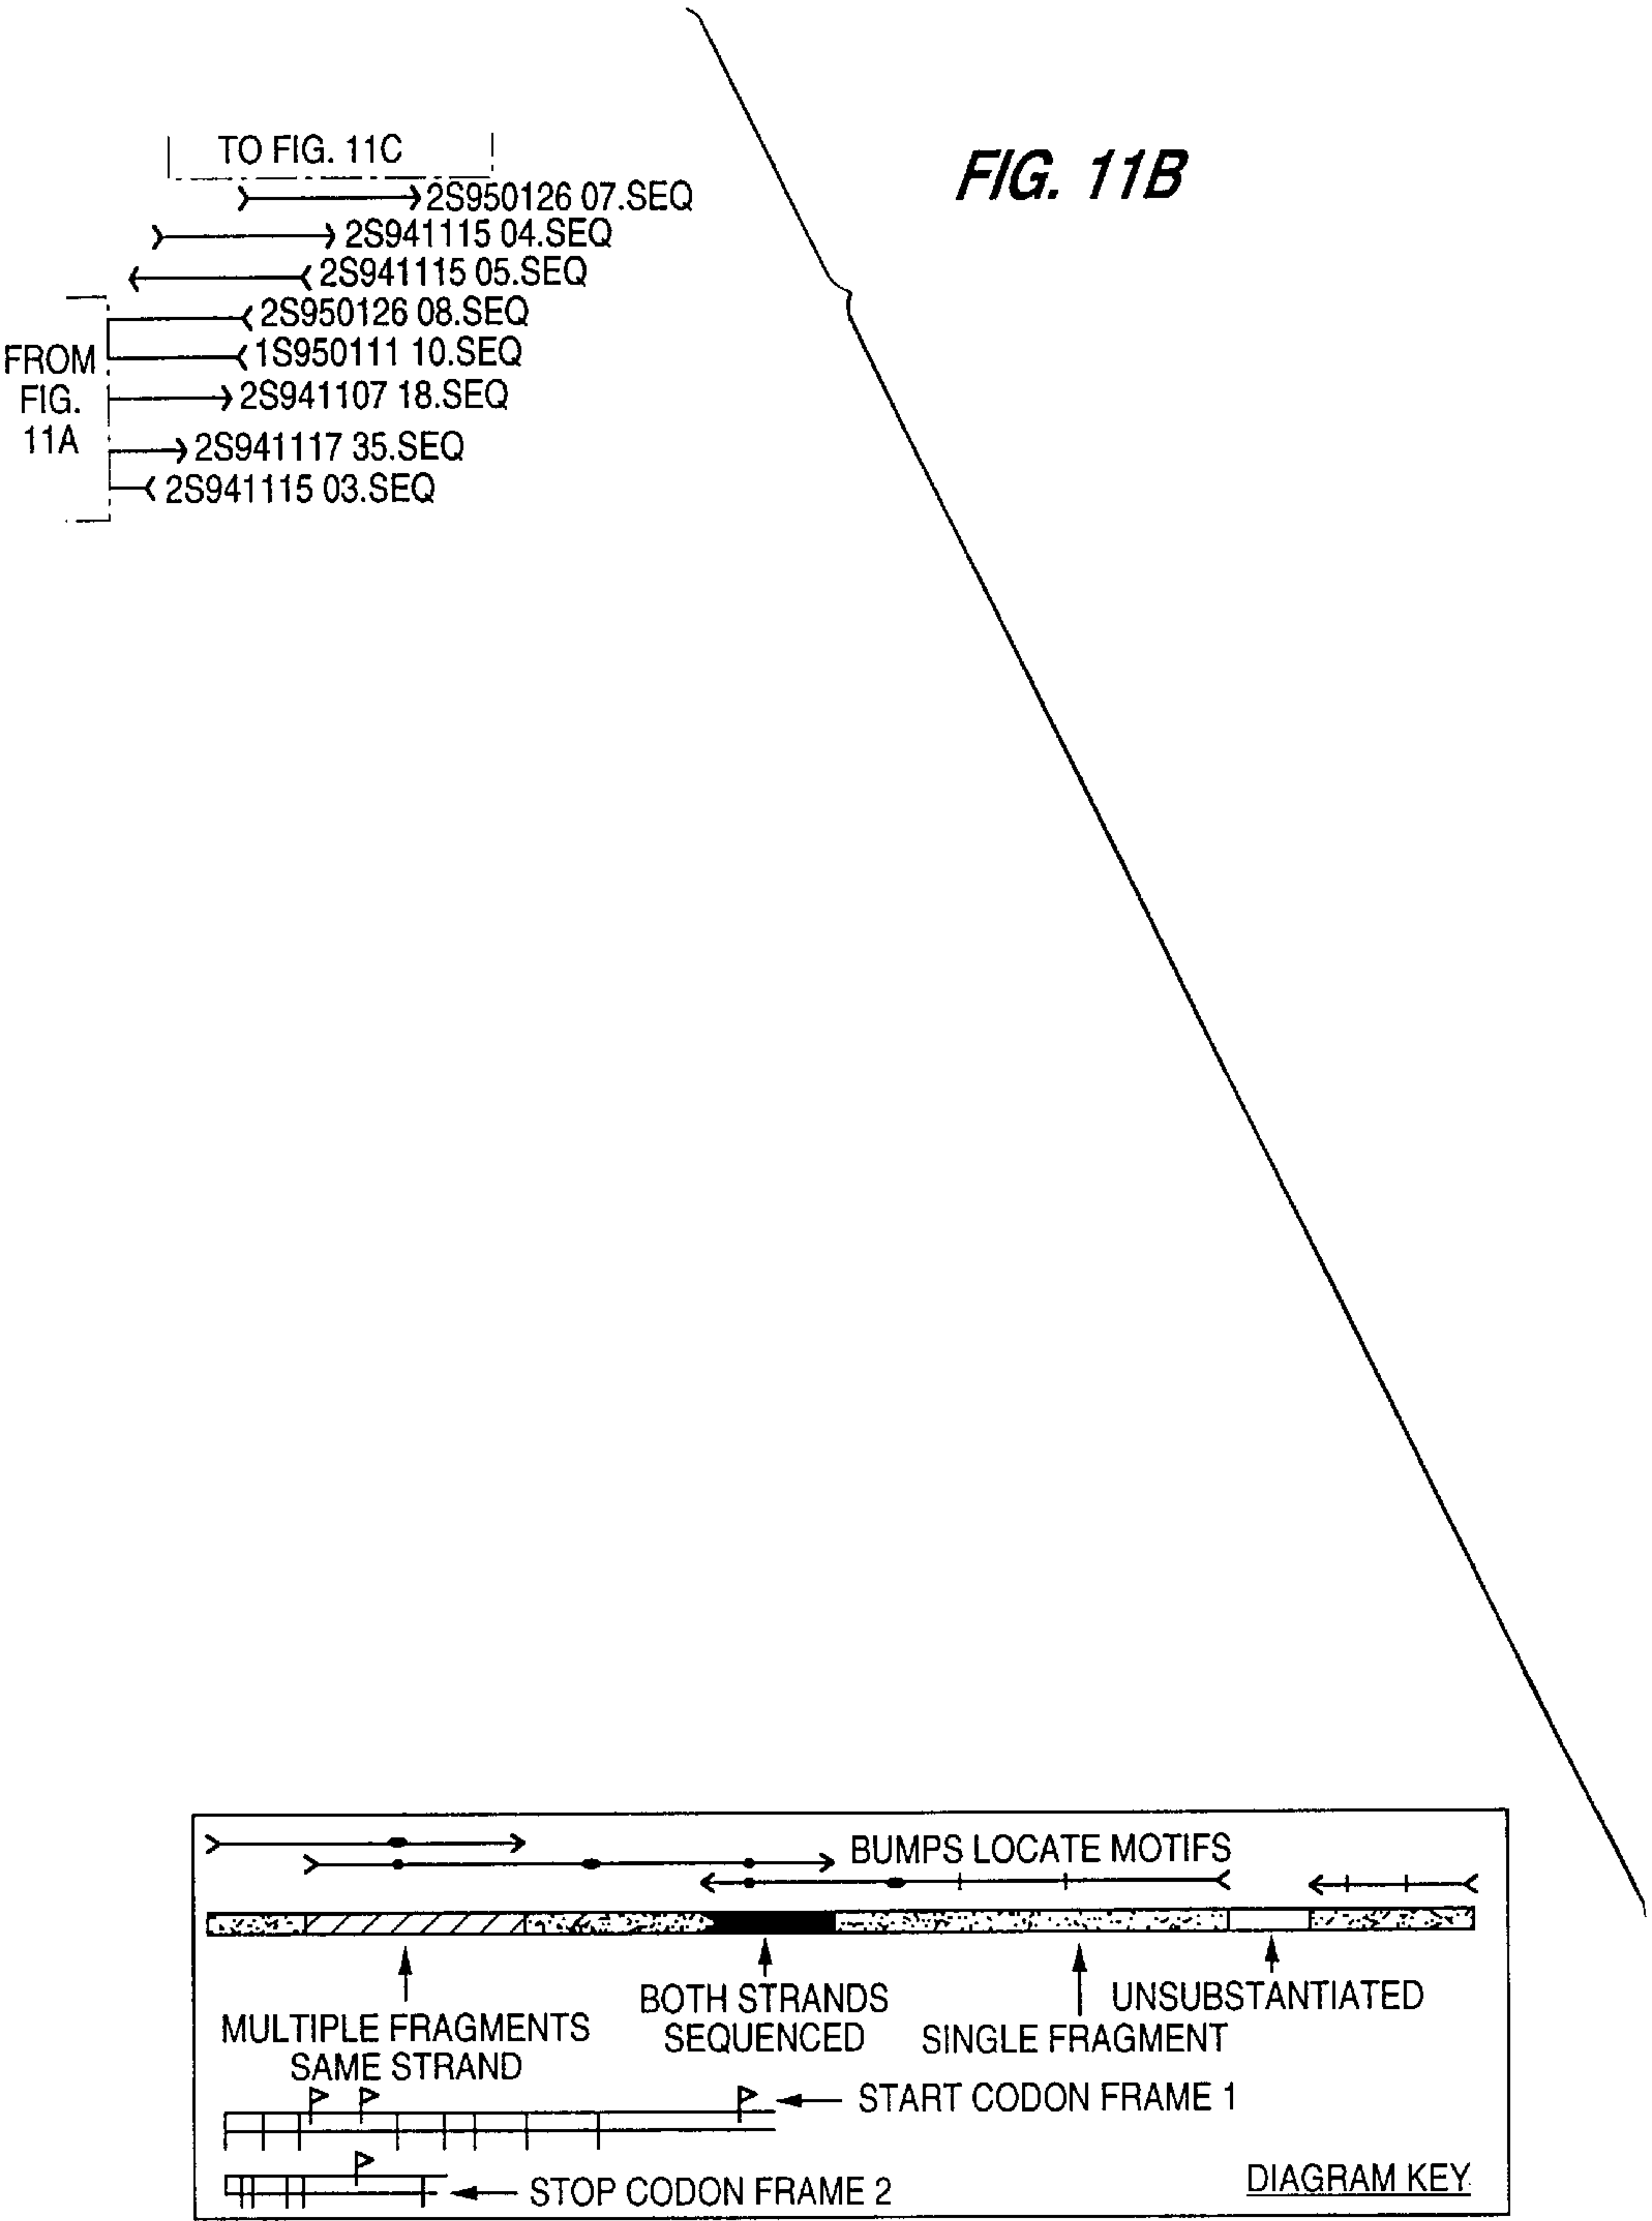 FIG. 11B
TO FIG. 11C
2S950126 07.SEQ
2S941115 04.SEQ
2S941115 05.SEQ
2S950126 08.SEQ
1S950111 10.SEQ
2S941107 18.SEQ
2S941117 35.SEQ
2S941115 03.SEQ
FROM
FIG.
11A
BUMPS LOCATE MOTIFS
MULTIPLE FRAGMENTS
SAME STRAND
BOTH STRANDS
SEQUENCED
SINGLE FRAGMENT
UNSUBSTANTIATED
START CODON FRAME 1
STOP CODON FRAME 2
DIAGRAM KEY